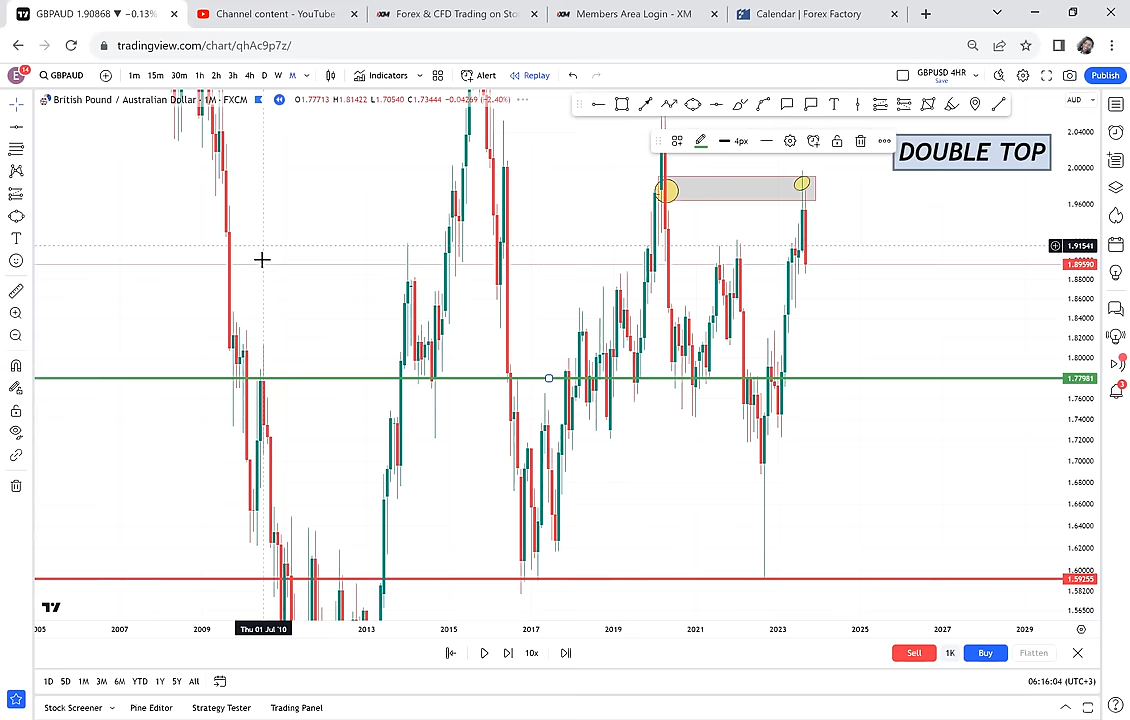 GBPAUD 1.90868 ▼ −0.13%
Channel content - YouTube
Forex & CFD Trading on Sto
Members Area Login - XM
Calendar | Forex Factory
tradingview.com/chart/qhAc9p7z/
E 14 GBPAUD 1m 15m 30m 1h 2h 3h 4h D W M Indicators Alert Replay GBPUSD 4HR Save Publish
British Pound / Australian Dollar · 1M · FXCM O1.77713 H1.81422 L1.70540 C1.73444 −0.04269 (−2.40%)
AUD
4px
DOUBLE TOP
2.04000
2.00000
1.96000
1.91541
1.89590
1.88000
1.86000
1.84000
1.82000
1.80000
1.77981
1.76000
1.74000
1.72000
1.70000
1.68000
1.66000
1.64000
1.62000
1.60000
1.59255
1.58200
1.56500
3
005 2007 2009 Thu 01 Jul '10 2013 2015 2017 2019 2021 2023 2025 2027 2029
10x Sell 1K Buy Flatten
1D 5D 1M 3M 6M YTD 1Y 5Y All 06:16:04 (UTC+3)
Stock Screener Pine Editor Strategy Tester Trading Panel